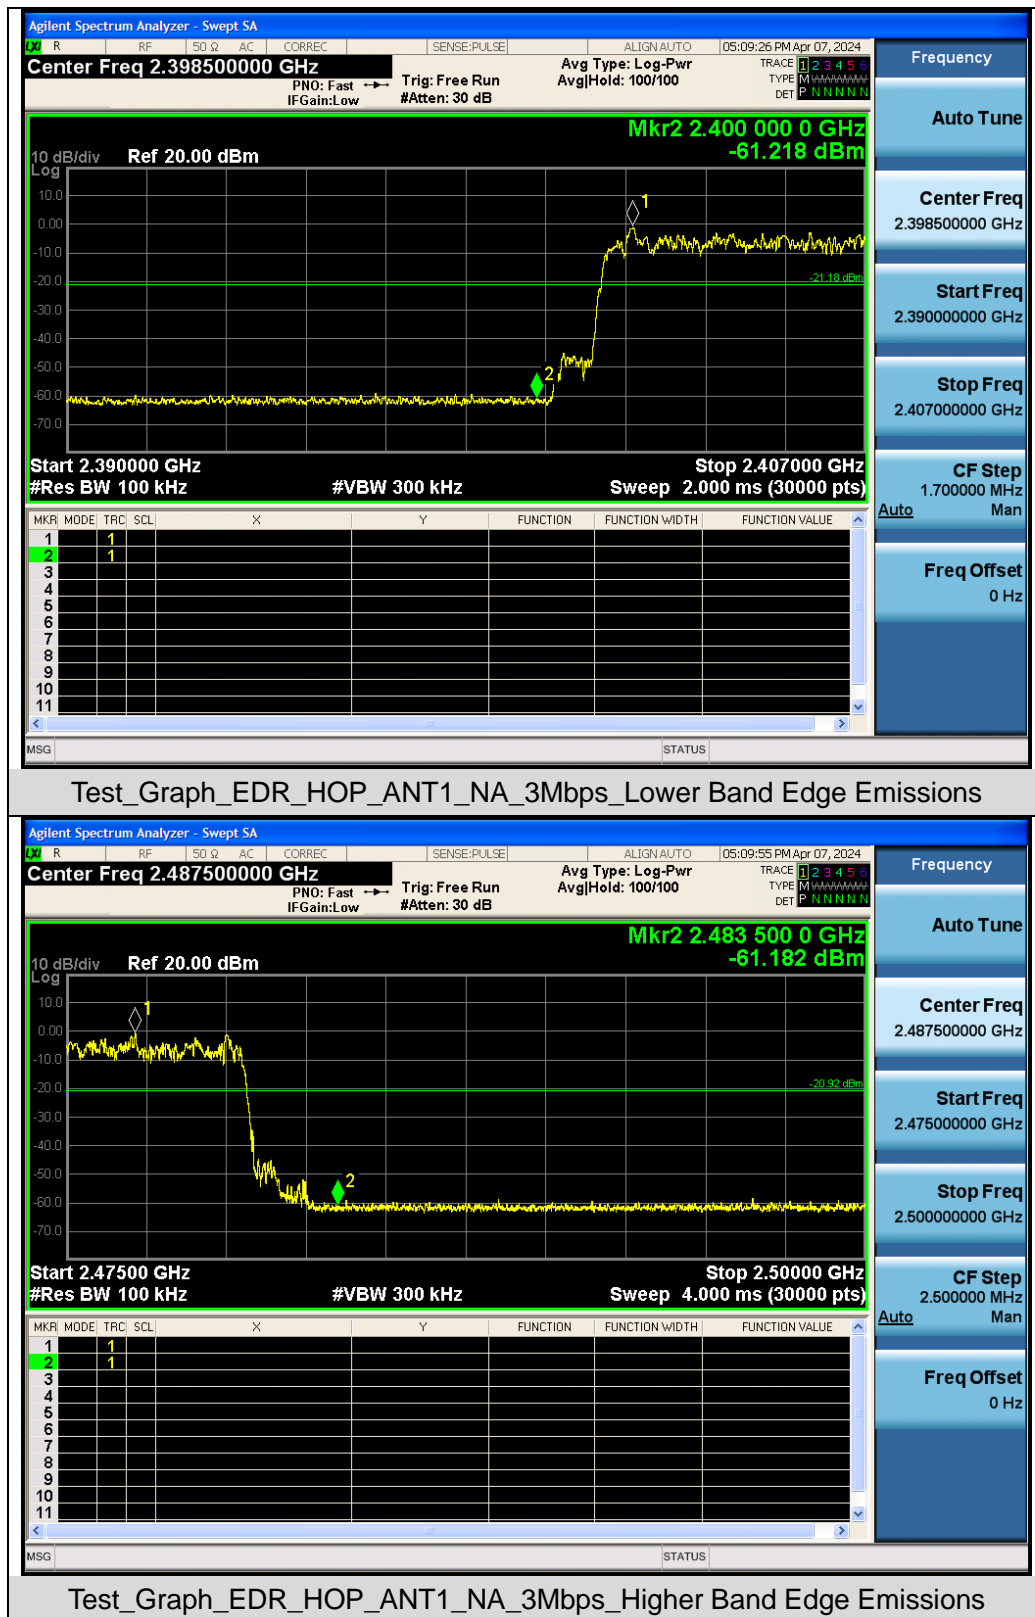 Agilent Spectrum Analyzer - Swept SA
LXI R RF 50 Ω AC CORREC SENSE:PULSE ALIGN AUTO 05:09:26 PM Apr 07, 2024
Center Freq 2.398500000 GHz
PNO: Fast
IFGain:Low
Trig: Free Run
#Atten: 30 dB
Avg Type: Log-Pwr
Avg|Hold: 100/100
TRACE 1 2 3 4 5 6
TYPE M
DET P N N N N N
Mkr2 2.400 000 0 GHz
-61.218 dBm
10 dB/div Ref 20.00 dBm
Log
10.0
0.00
-10.0
-20.0
-30.0
-40.0
-50.0
-60.0
-70.0
1
2
-21.18 dBm
Start 2.390000 GHz Stop 2.407000 GHz
#Res BW 100 kHz #VBW 300 kHz Sweep 2.000 ms (30000 pts)
MKR MODE TRC SCL X Y FUNCTION FUNCTION WIDTH FUNCTION VALUE
1 1
2 1
3
4
5
6
7
8
9
10
11
MSG STATUS
Frequency
Auto Tune
Center Freq
2.398500000 GHz
Start Freq
2.390000000 GHz
Stop Freq
2.407000000 GHz
CF Step
1.700000 MHz
Auto Man
Freq Offset
0 Hz
Test_Graph_EDR_HOP_ANT1_NA_3Mbps_Lower Band Edge Emissions
Agilent Spectrum Analyzer - Swept SA
LXI R RF 50 Ω AC CORREC SENSE:PULSE ALIGN AUTO 05:09:55 PM Apr 07, 2024
Center Freq 2.487500000 GHz
PNO: Fast
IFGain:Low
Trig: Free Run
#Atten: 30 dB
Avg Type: Log-Pwr
Avg|Hold: 100/100
TRACE 1 2 3 4 5 6
TYPE M
DET P N N N N N
Mkr2 2.483 500 0 GHz
-61.182 dBm
10 dB/div Ref 20.00 dBm
Log
10.0
0.00
-10.0
-20.0
-30.0
-40.0
-50.0
-60.0
-70.0
1
2
-20.92 dBm
Start 2.47500 GHz Stop 2.50000 GHz
#Res BW 100 kHz #VBW 300 kHz Sweep 4.000 ms (30000 pts)
MKR MODE TRC SCL X Y FUNCTION FUNCTION WIDTH FUNCTION VALUE
1 1
2 1
3
4
5
6
7
8
9
10
11
MSG STATUS
Frequency
Auto Tune
Center Freq
2.487500000 GHz
Start Freq
2.475000000 GHz
Stop Freq
2.500000000 GHz
CF Step
2.500000 MHz
Auto Man
Freq Offset
0 Hz
Test_Graph_EDR_HOP_ANT1_NA_3Mbps_Higher Band Edge Emissions